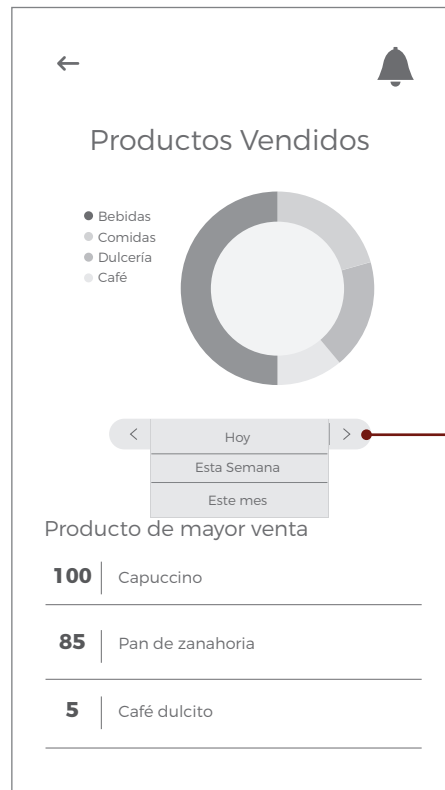 Productos Vendidos
Bebidas
Comidas
Dulcería
Café
Hoy
Esta Semana
Este mes
Producto de mayor venta
100 Capuccino
85 Pan de zanahoria
5 Café dulcito